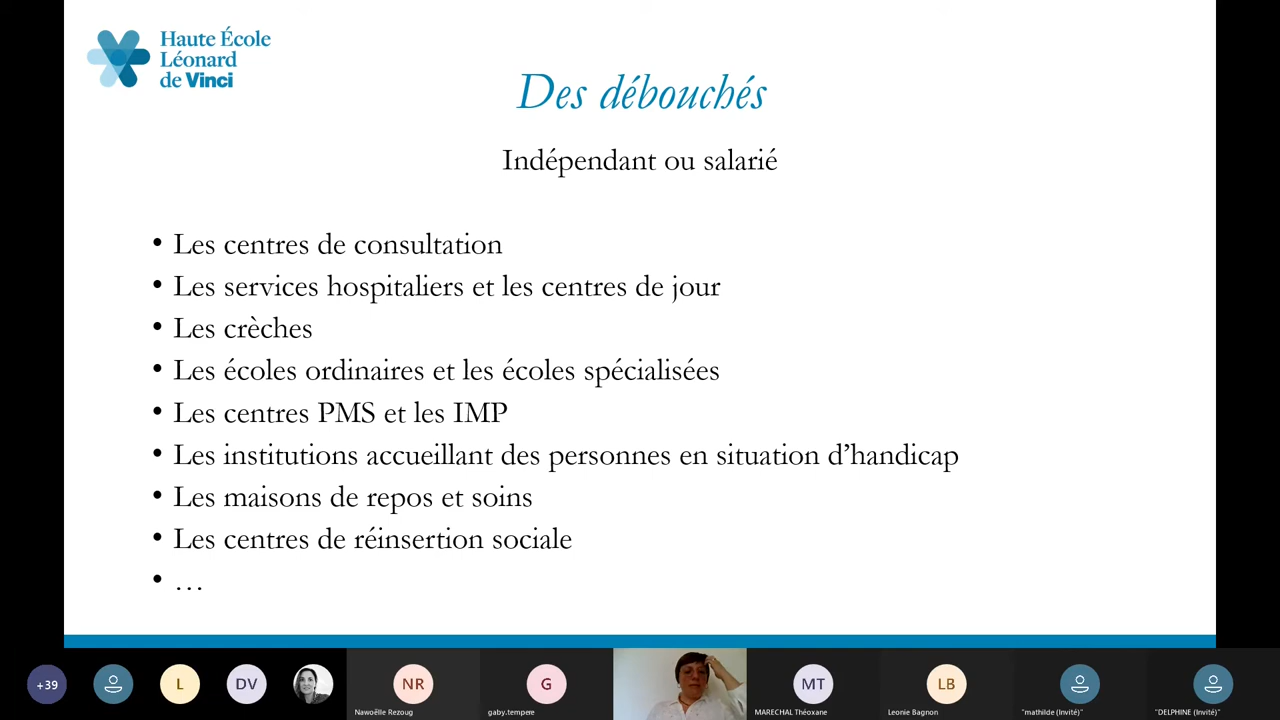 Haute École
Léonard
de Vinci
Des débouchés
Indépendant ou salarié
• Les centres de consultation
• Les services hospitaliers et les centres de jour
• Les crèches
• Les écoles ordinaires et les écoles spécialisées
• Les centres PMS et les IMP
• Les institutions accueillant des personnes en situation d’handicap
• Les maisons de repos et soins
• Les centres de réinsertion sociale
• …
+39
L
DV
NR
G
MT
LB
Nawoëlle Rezoug
gaby.tempere
MARECHAL Théoxane
Leonie Bagnon
"mathilde (Invité)"
"DELPHINE (Invité)"